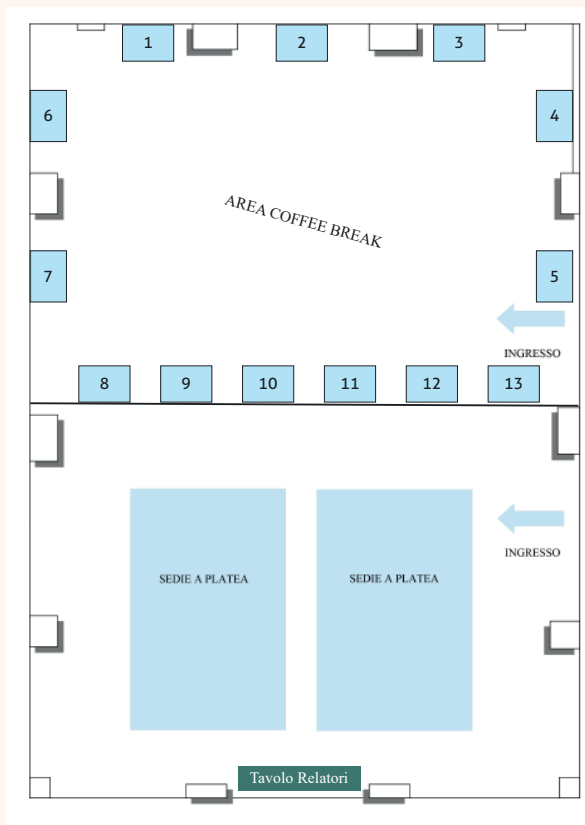 1
2
3
6
4
AREA COFFEE BREAK
7
5
INGRESSO
8
9
10
11
12
13
INGRESSO
SEDIE A PLATEA
SEDIE A PLATEA
Tavolo Relatori